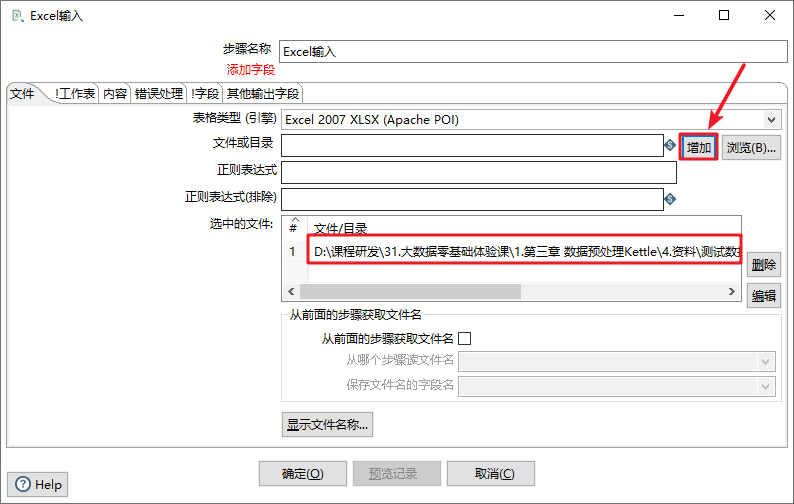 Excel输入
步骤名称 Excel输入
添加字段
文件 !工作表 内容 错误处理 !字段 其他输出字段
表格类型 (引擎) Excel 2007 XLSX (Apache POI)
文件或目录 增加 浏览(B)...
正则表达式
正则表达式(排除)
选中的文件: # 文件/目录
1 D:\课程研发\31.大数据零基础体验课\1.第三章 数据预处理Kettle\4.资料\测试数
删除
编辑
从前面的步骤获取文件名
从前面的步骤获取文件名
从哪个步骤读文件名
保存文件名的字段名
显示文件名称...
确定(O) 预览记录 取消(C)
Help